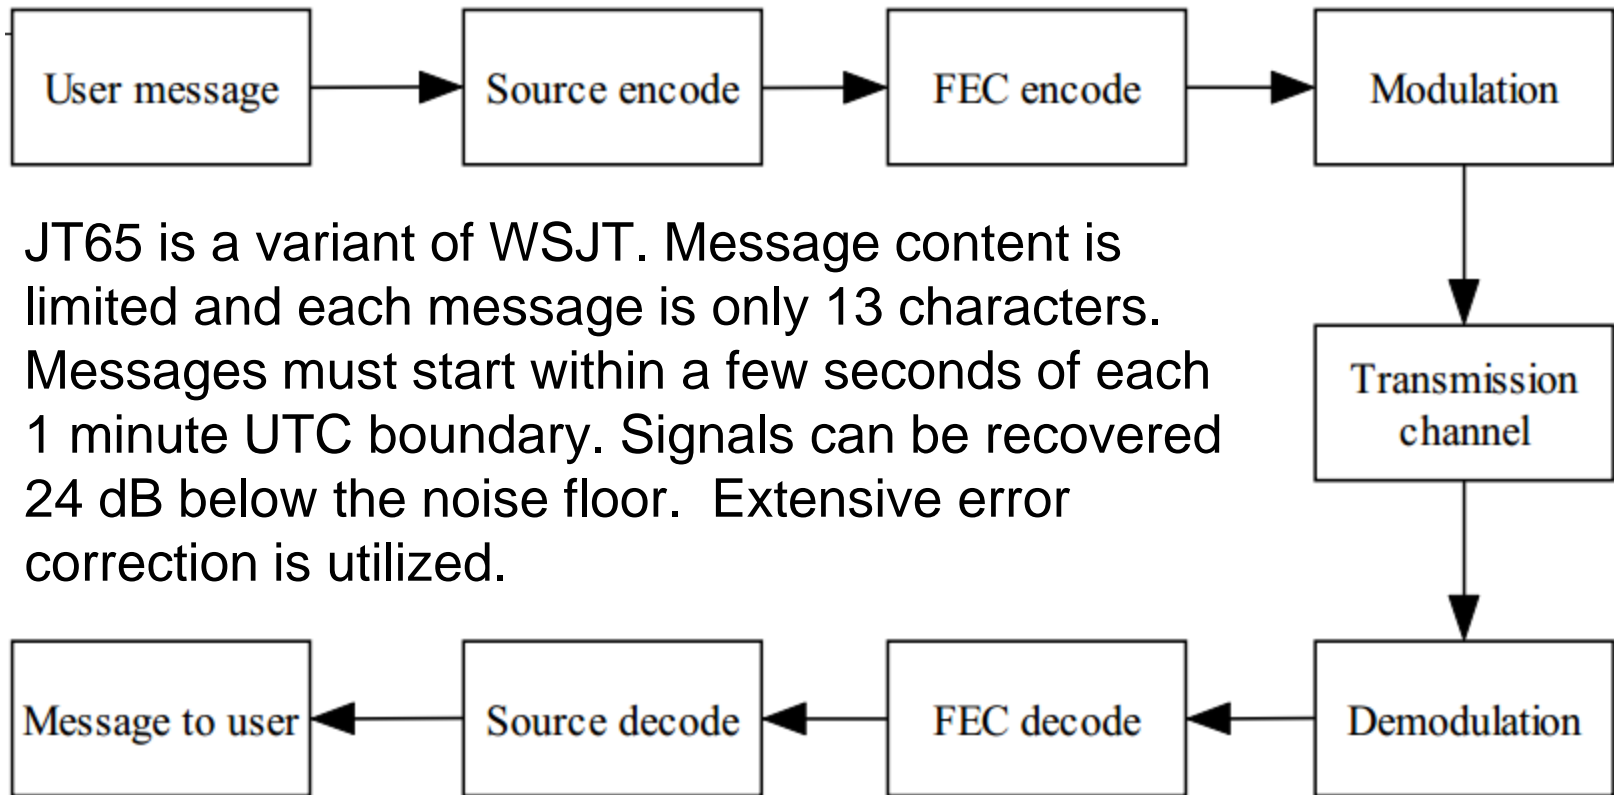 User message
Source encode
FEC encode
Modulation
JT65 is a variant of WSJT. Message content is
limited and each message is only 13 characters.
Messages must start within a few seconds of each
1 minute UTC boundary. Signals can be recovered
24 dB below the noise floor.  Extensive error
correction is utilized.
Transmission
channel
Message to user
Source decode
FEC decode
Demodulation